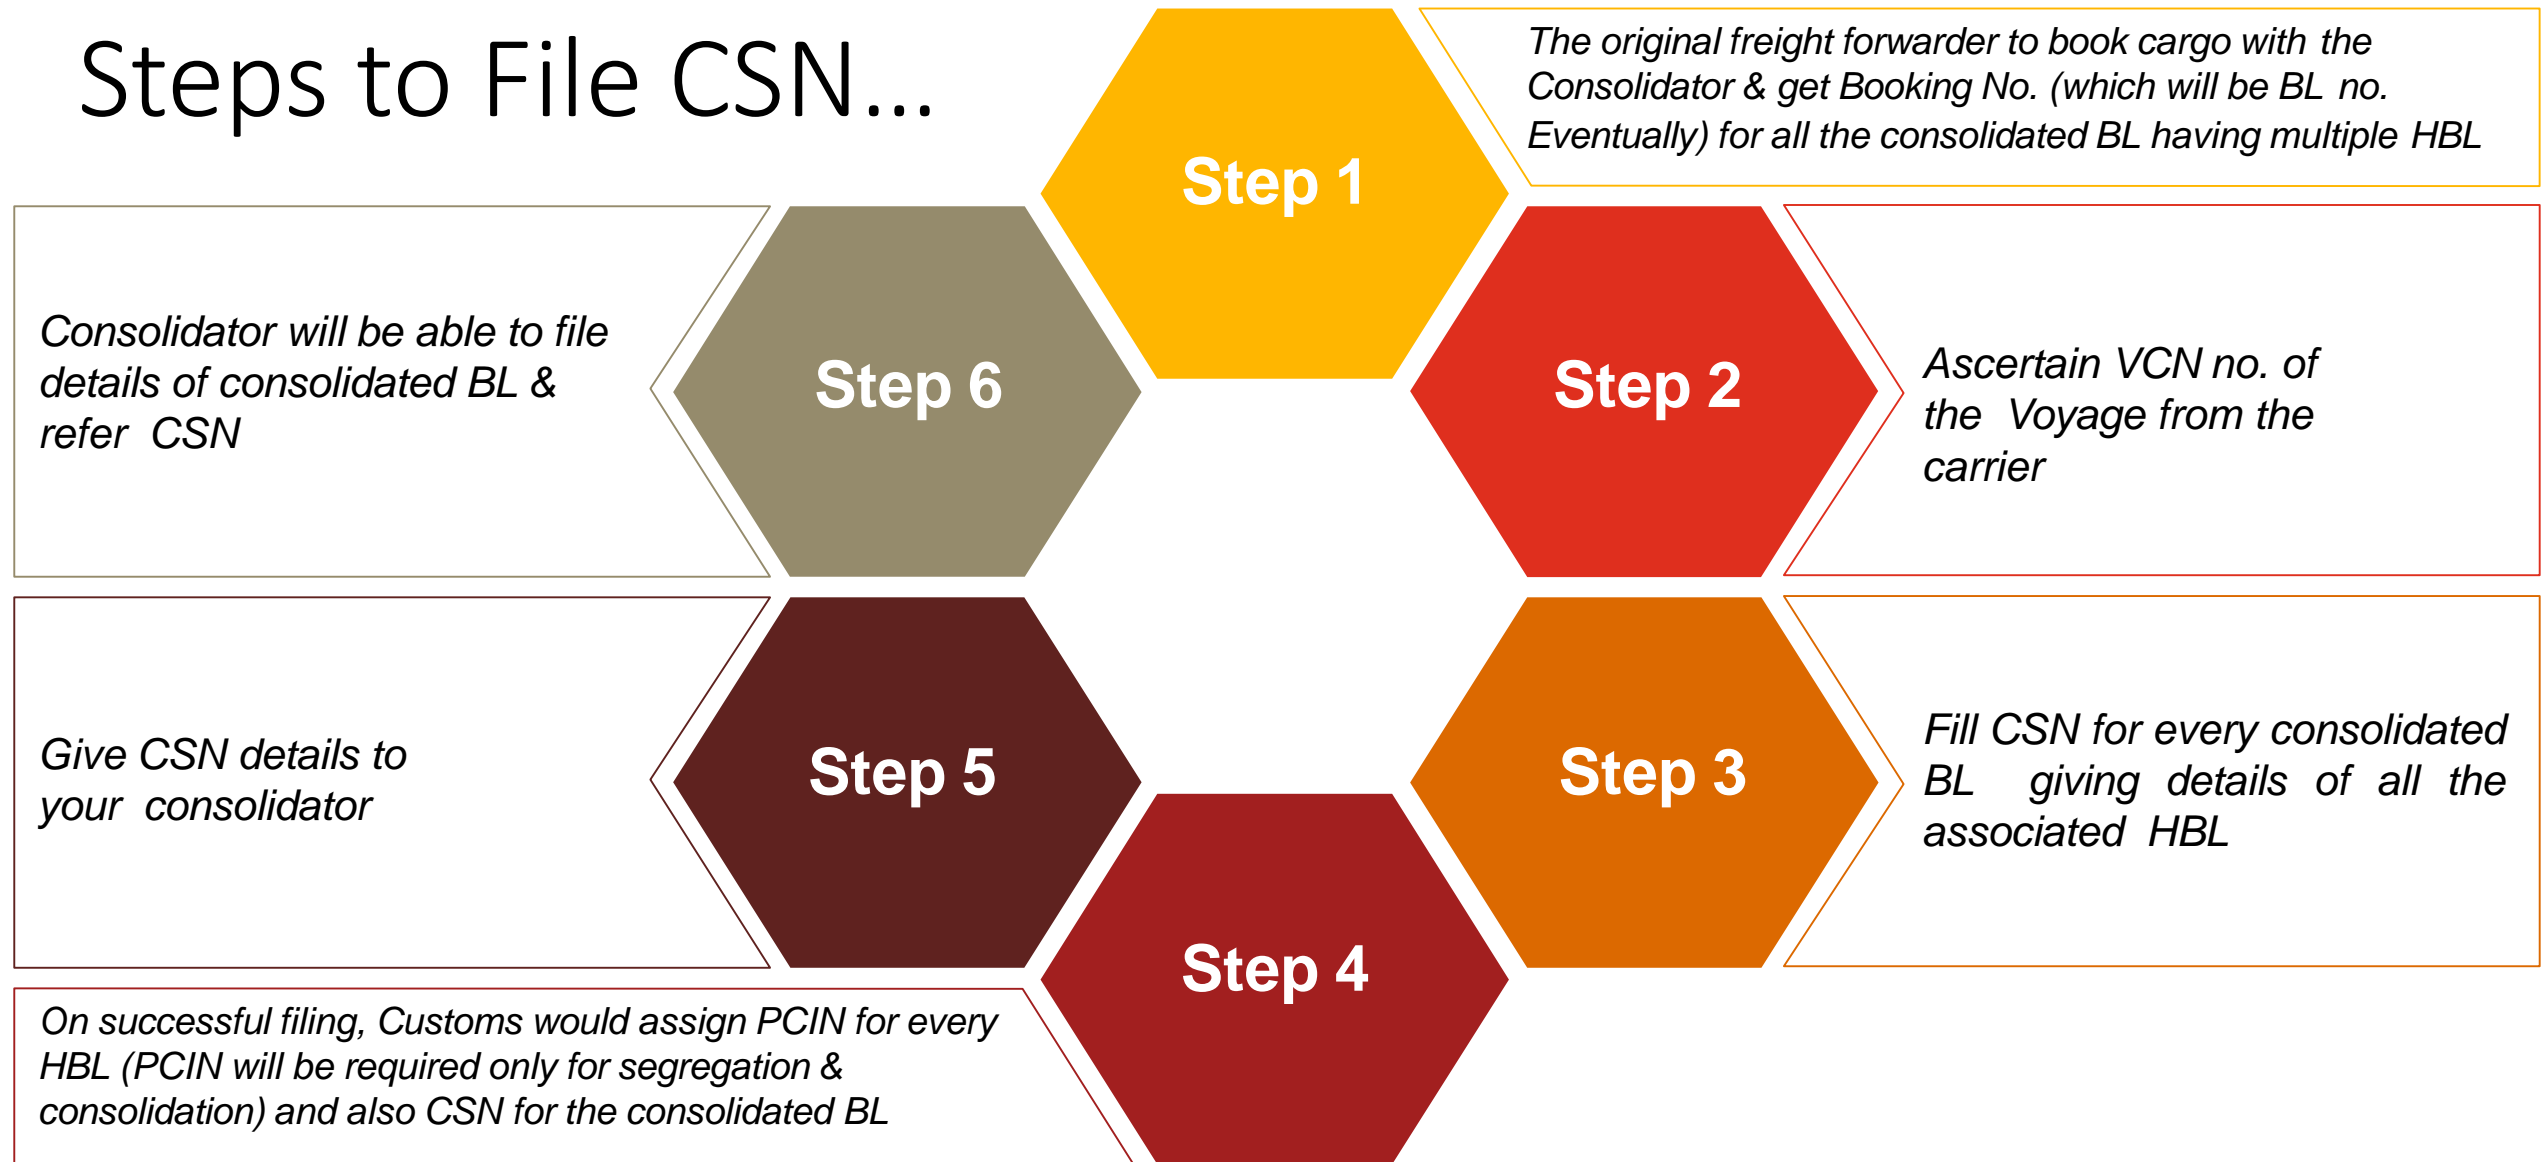 Steps to File CSN...
Step 1
The original freight forwarder to book cargo with the
Consolidator & get Booking No. (which will be BL no.
Eventually) for all the consolidated BL having multiple HBL
Step 2
Ascertain VCN no. of
the Voyage from the
carrier
Step 3
Fill CSN for every consolidated
BL giving details of all the
associated HBL
Step 4
On successful filing, Customs would assign PCIN for every
HBL (PCIN will be required only for segregation &
consolidation) and also CSN for the consolidated BL
Step 5
Give CSN details to
your consolidator
Step 6
Consolidator will be able to file
details of consolidated BL &
refer CSN